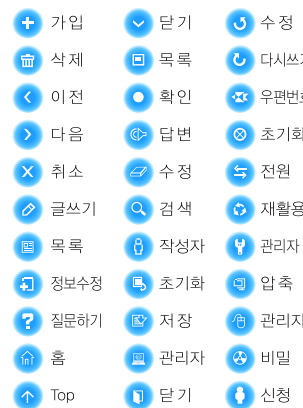 가입 닫기 수정
삭제 목록 다시쓰기
이전 확인 우편번호
다음 답변 초기화
취소 수정 전원
글쓰기 검색 재활용
목록 작성자 관리자
정보수정 초기화 압축
질문하기 저장 관리자
홈 관리자 비밀
Top 닫기 신청